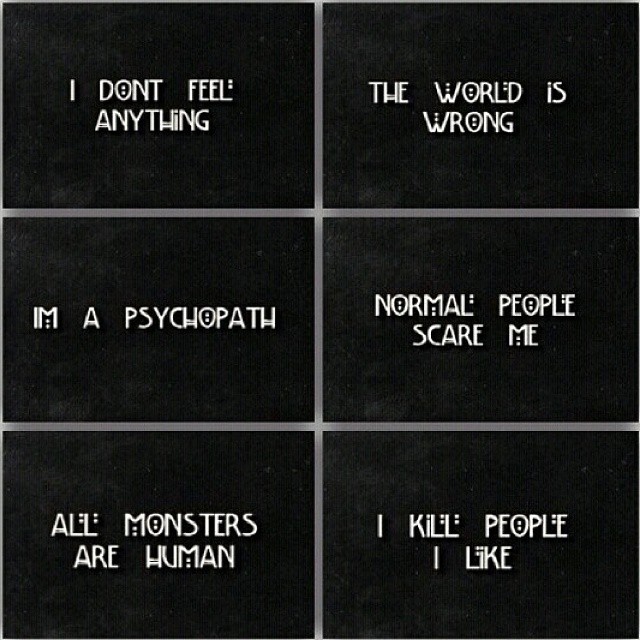 I DONT FEEL
ANYTHiNG
THE WORLD iS
WRONG
IM A PSYCHOPATH
NORMAL PEOPLE
SCARE ME
ALL MONSTERS
ARE HUMAN
I KiLL PEOPLE
I LiKE